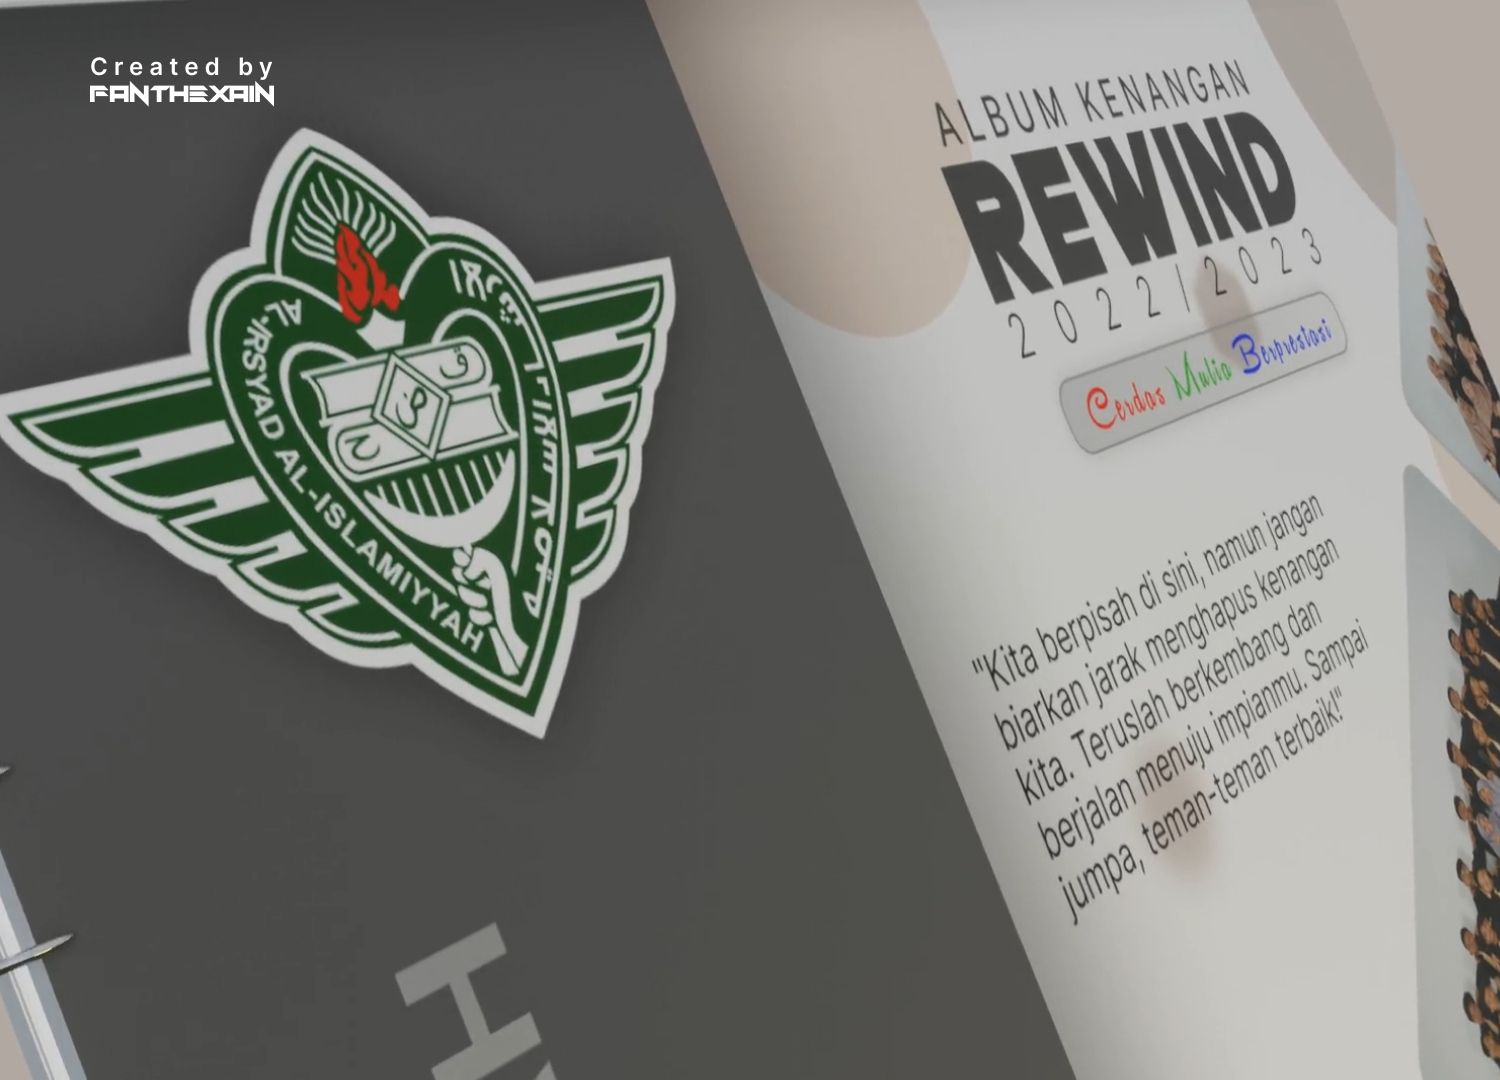 Created by
FANTHEXAIN
AL-IRSYAD AL-ISLAMIYYAH
ALBUM KENANGAN
REWIND
2022|2023
Cerdas Mulia Berprestasi
"Kita berpisah di sini, namun jangan
biarkan jarak menghapus kenangan
kita. Teruslah berkembang dan
berjalan menuju impianmu. Sampai
jumpa, teman-teman terbaik!"
H